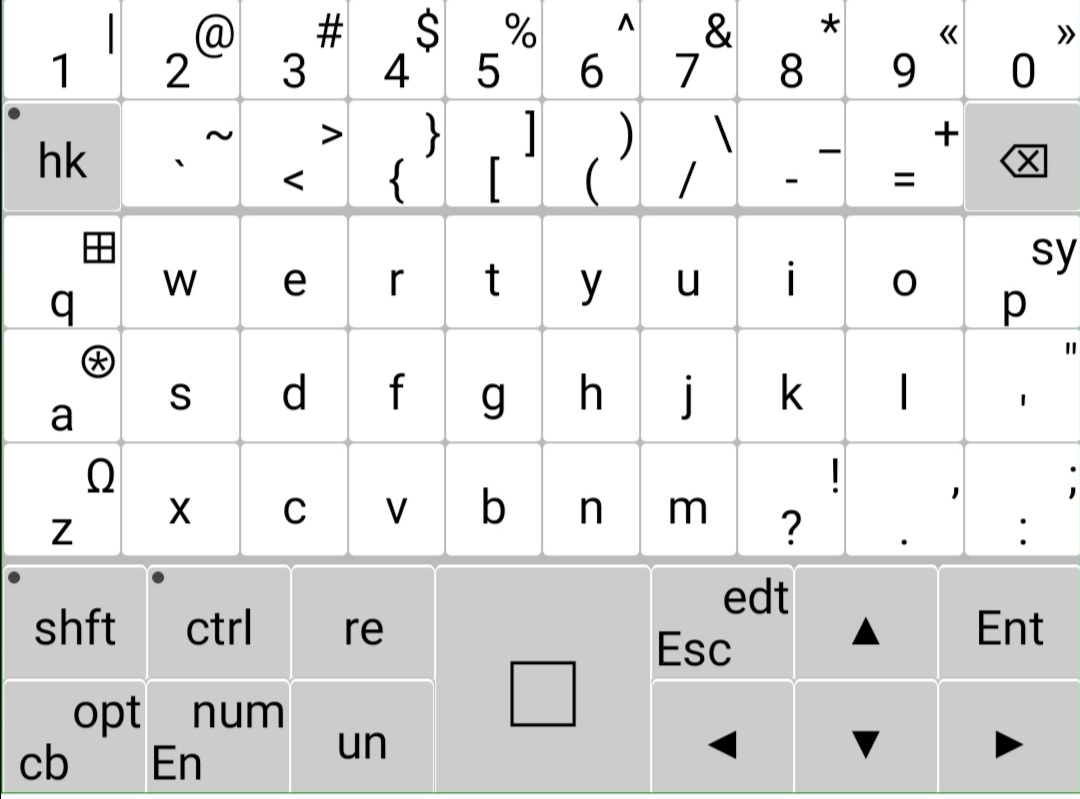 1 | 2 @ 3 # 4 $ 5 % 6 ^ 7 & 8 * 9 « 0 »
hk ` ~ < > { } [ ] ( ) / \ - _ = + ⌫
q ⊞ w e r t y u i o p sy
a ⊛ s d f g h j k l ' "
z Ω x c v b n m ? ! . , : ;
shft ctrl re Esc edt ▲ Ent
cb opt En num un □ ◀ ▼ ▶